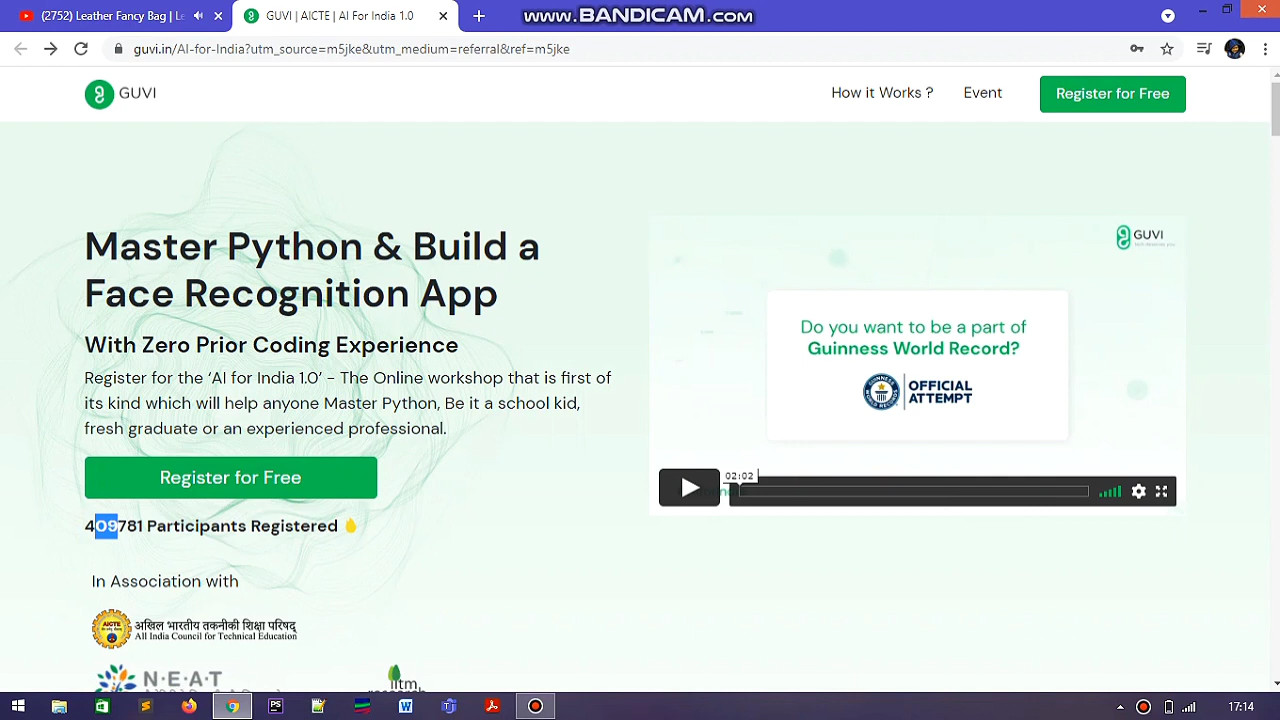 (2752) Leather Fancy Bag | Le
GUVI | AICTE | AI For India 1.0
www.BANDICAM.com
guvi.in/AI-for-India?utm_source=m5jke&utm_medium=referral&ref=m5jke
GUVI
How it Works ?
Event
Register for Free
Master Python & Build a
Face Recognition App
With Zero Prior Coding Experience
Register for the ‘AI for India 1.0’ - The Online workshop that is first of
its kind which will help anyone Master Python, Be it a school kid,
fresh graduate or an experienced professional.
Register for Free
409781 Participants Registered
In Association with
AICTE
अखिल भारतीय तकनीकी शिक्षा परिषद्
All India Council for Technical Education
N·E·A·T
iitm
GUVI
Do you want to be a part of
Guinness World Record?
OFFICIAL
ATTEMPT
02:02
PS
W
17:14